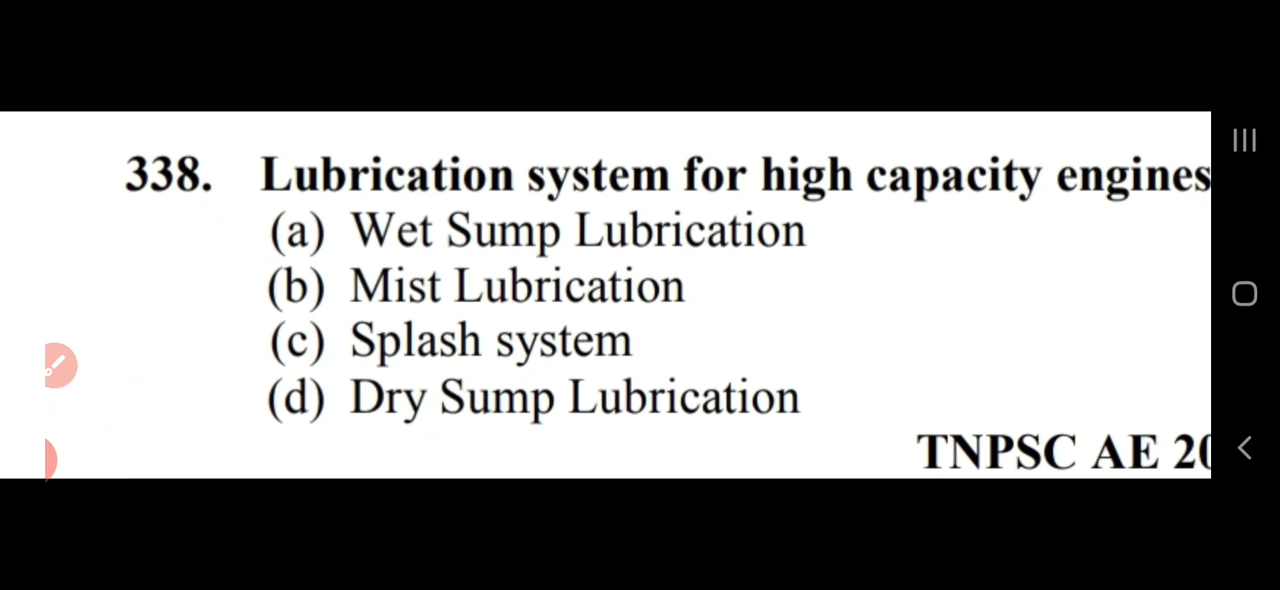 338. Lubrication system for high capacity engines
(a) Wet Sump Lubrication
(b) Mist Lubrication
(c) Splash system
(d) Dry Sump Lubrication
TNPSC AE